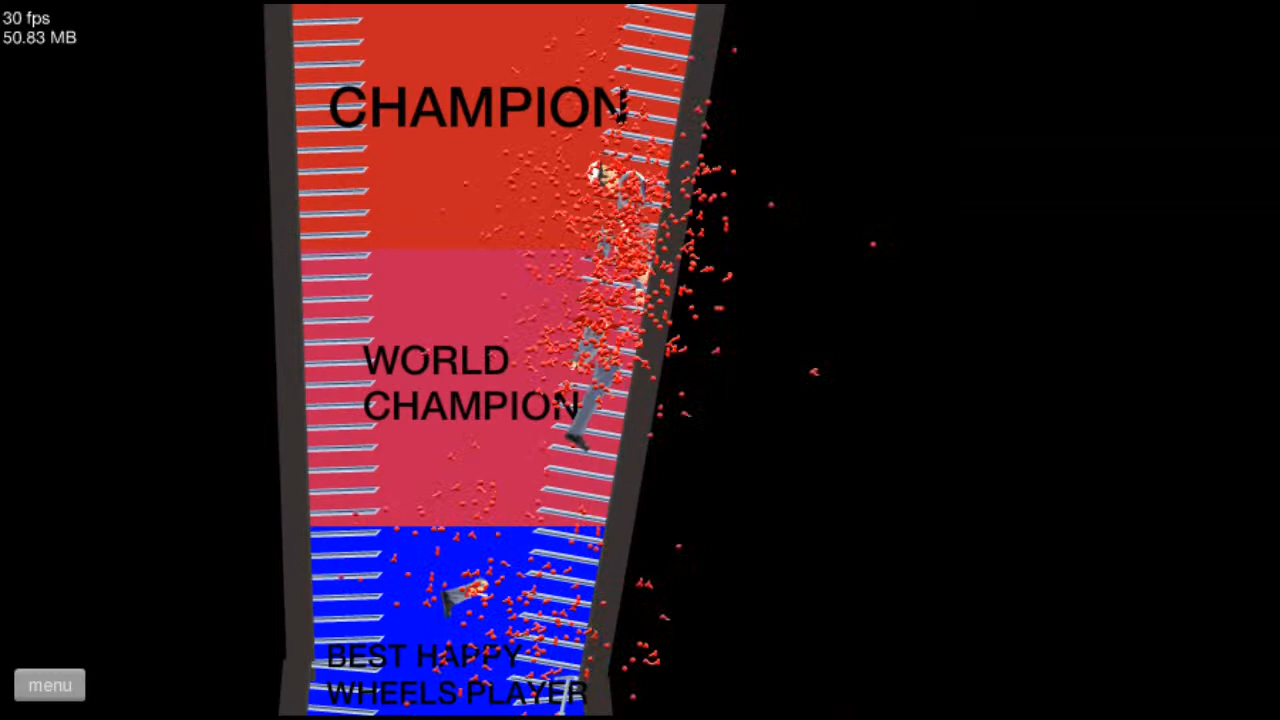 30 fps
50.83 MB
CHAMPION
WORLD
CHAMPION
BEST HAPPY
WHEELS PLAYER
menu